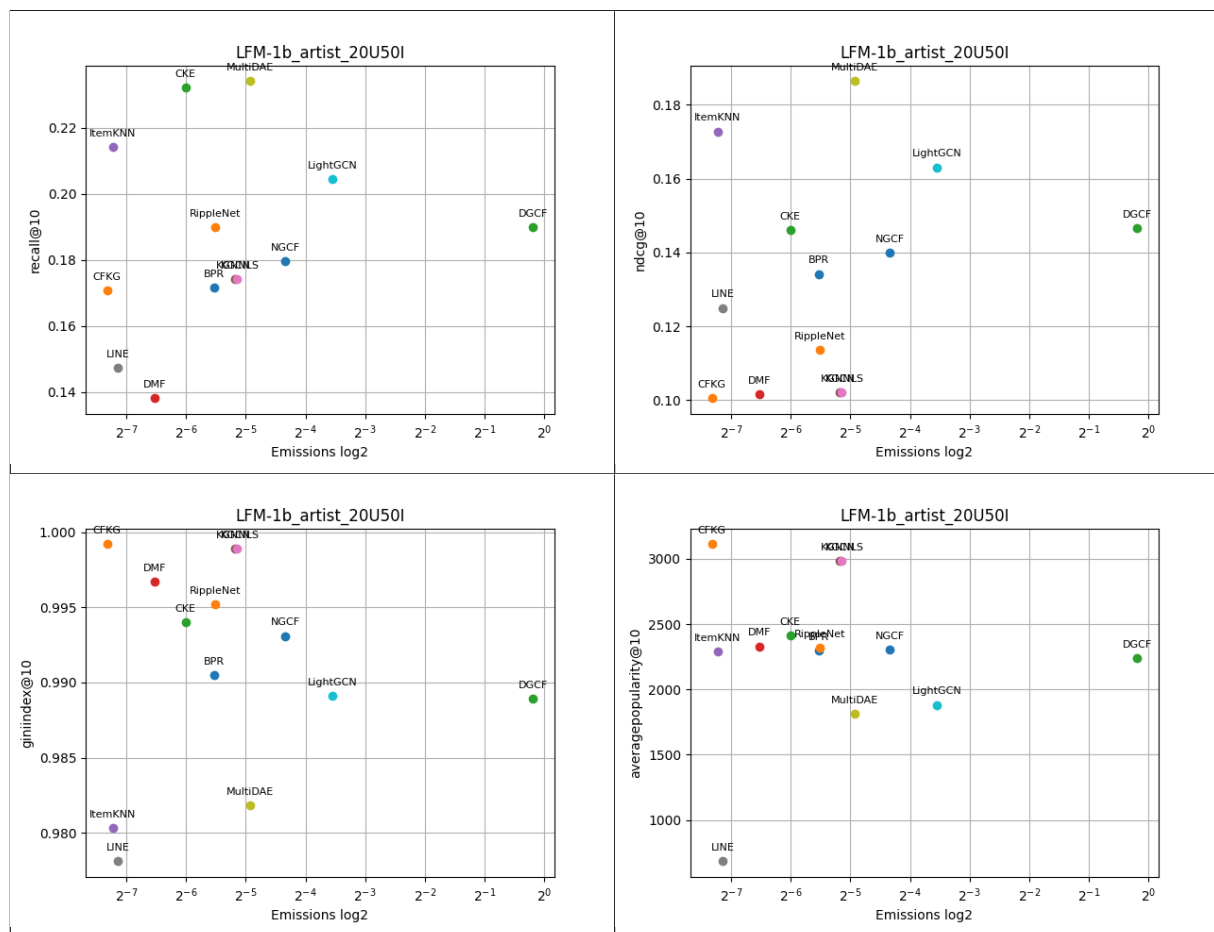 LFM-1b_artist_20U50I
recall@10
0.22
0.20
0.18
0.16
0.14
CKE
MultiDAE
ItemKNN
LightGCN
RippleNet
DGCF
NGCF
BPR
CFKG
LINE
DMF
2^-7 2^-6 2^-5 2^-4 2^-3 2^-2 2^-1 2^0
Emissions log2
LFM-1b_artist_20U50I
ndcg@10
0.18
0.16
0.14
0.12
0.10
MultiDAE
ItemKNN
LightGCN
CKE
DGCF
NGCF
BPR
LINE
RippleNet
CFKG
DMF
2^-7 2^-6 2^-5 2^-4 2^-3 2^-2 2^-1 2^0
Emissions log2
LFM-1b_artist_20U50I
giniindex@10
1.000
0.995
0.990
0.985
0.980
CFKG
DMF
RippleNet
CKE
NGCF
BPR
LightGCN
DGCF
MultiDAE
ItemKNN
LINE
2^-7 2^-6 2^-5 2^-4 2^-3 2^-2 2^-1 2^0
Emissions log2
LFM-1b_artist_20U50I
averagepopularity@10
3000
2500
2000
1500
1000
CFKG
CKE
DMF
RippleNet
BPR
ItemKNN
NGCF
DGCF
MultiDAE
LightGCN
LINE
2^-7 2^-6 2^-5 2^-4 2^-3 2^-2 2^-1 2^0
Emissions log2